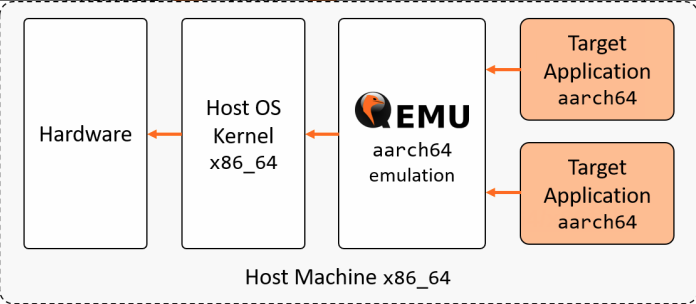 Hardware
Host OS
Kernel
x86_64
QEMU
aarch64
emulation
Target
Application
aarch64
Target
Application
aarch64
Host Machine x86_64